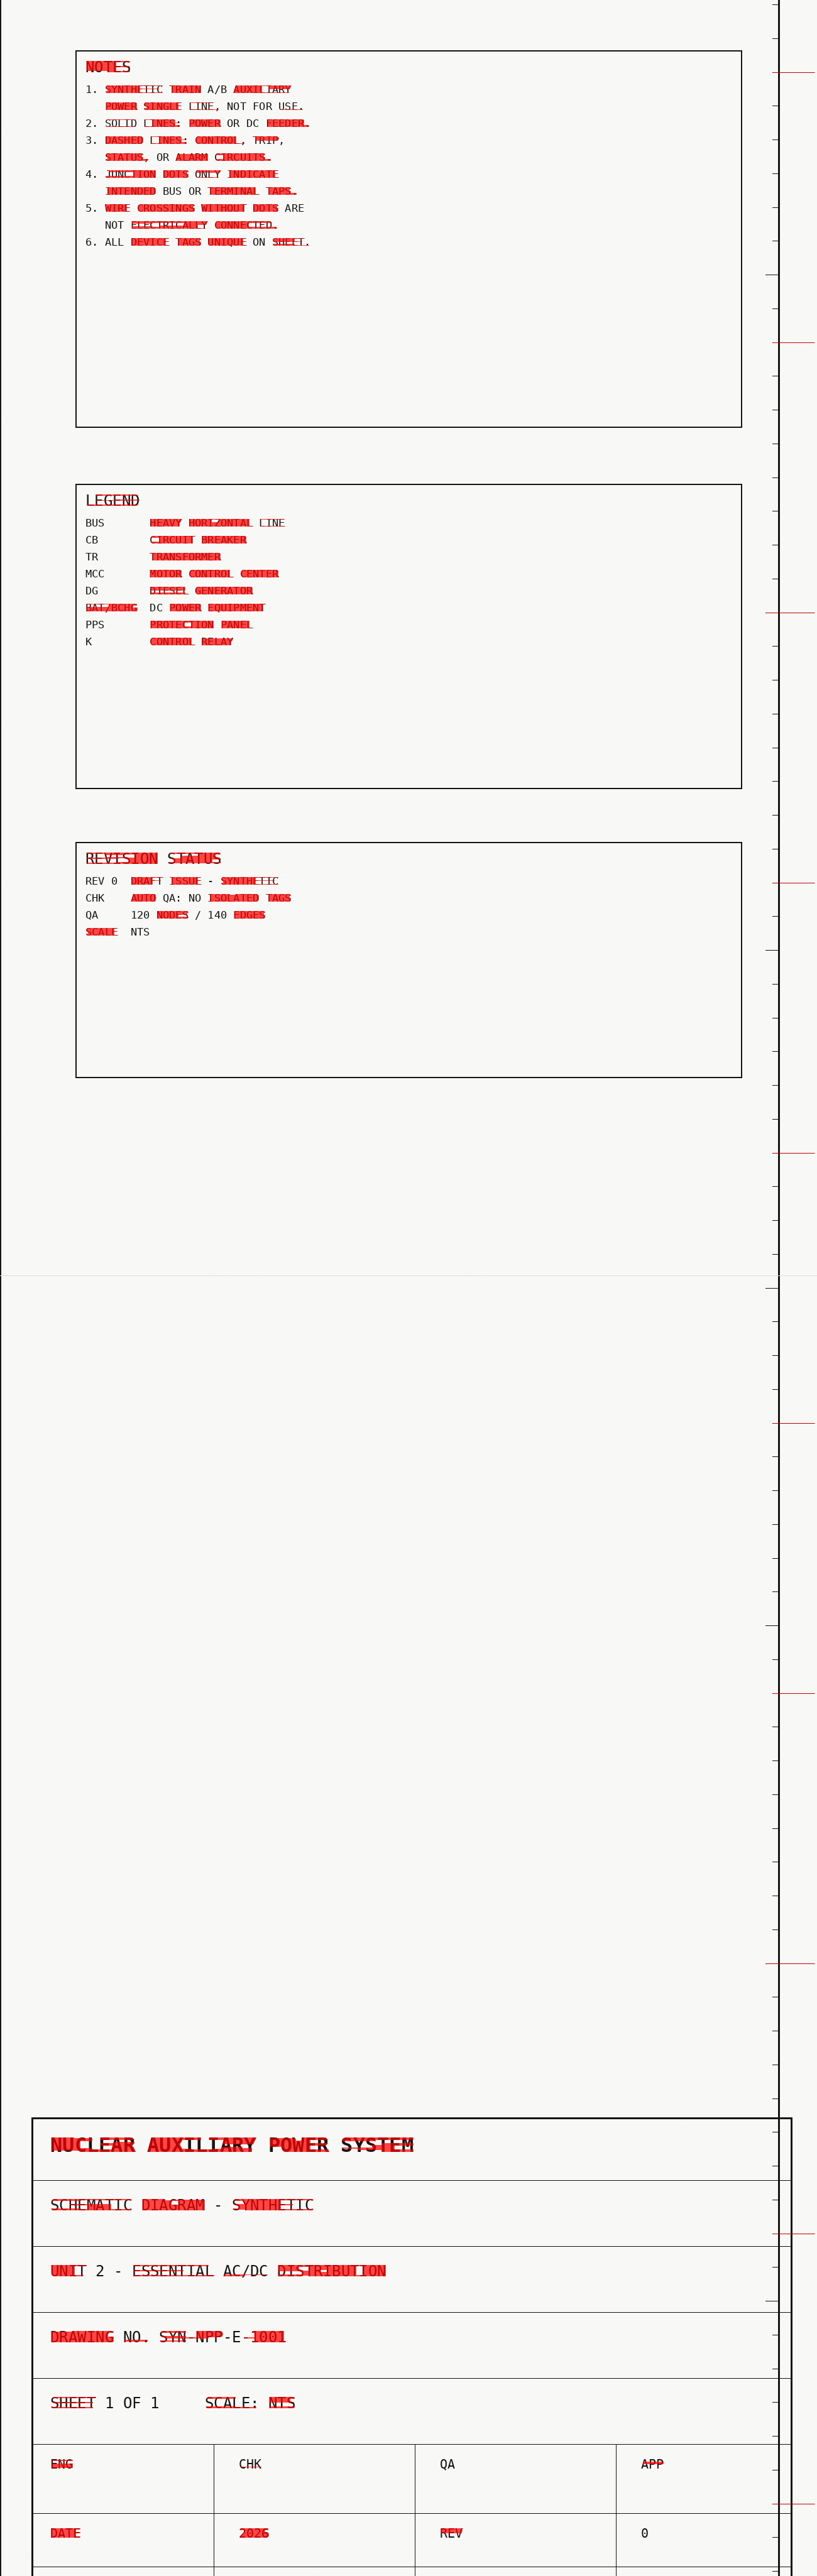 NOTES
1. SYNTHETIC TRAIN A/B AUXILIARY
POWER SINGLE LINE, NOT FOR USE.
2. SOLID LINES: POWER OR DC FEEDER.
3. DASHED LINES: CONTROL, TRIP,
STATUS, OR ALARM CIRCUITS.
4. JUNCTION DOTS ONLY INDICATE
INTENDED BUS OR TERMINAL TAPS.
5. WIRE CROSSINGS WITHOUT DOTS ARE
NOT ELECTRICALLY CONNECTED.
6. ALL DEVICE TAGS UNIQUE ON SHEET.
LEGEND
BUS HEAVY HORIZONTAL LINE
CB CIRCUIT BREAKER
TR TRANSFORMER
MCC MOTOR CONTROL CENTER
DG DIESEL GENERATOR
BAT/BCHG DC POWER EQUIPMENT
PPS PROTECTION PANEL
K CONTROL RELAY
REVISION STATUS
REV 0 DRAFT ISSUE - SYNTHETIC
CHK AUTO QA: NO ISOLATED TAGS
QA 120 NODES / 140 EDGES
SCALE NTS
NUCLEAR AUXILIARY POWER SYSTEM
SCHEMATIC DIAGRAM - SYNTHETIC
UNIT 2 - ESSENTIAL AC/DC DISTRIBUTION
DRAWING NO. SYN-NPP-E-1001
SHEET 1 OF 1 SCALE: NTS
ENG CHK QA APP
DATE 2026 REV 0